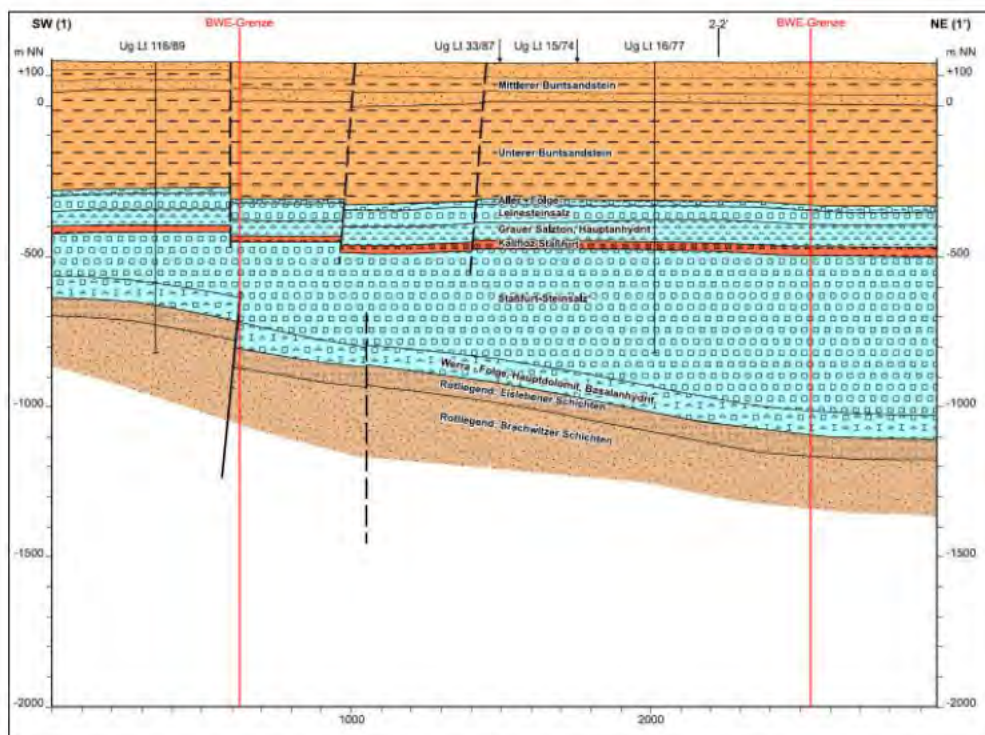 SW (1)
BWE-Grenze
2-2'
BWE-Grenze
NE (1')
m NN
Ug Lt 116/89
Ug Lt 33/87
Ug Lt 15/74
Ug Lt 16/77
m NN
+100
+100
Mittlerer Buntsandstein
0
0
Unterer Buntsandstein
Aller - Folge
Leinesteinsalz
Grauer Salzton, Hauptanhydrit
Kaliflöz Staßfurt
-500
-500
Staßfurt-Steinsalz
Werra - Folge, Hauptdolomit, Basalanhydrit
Rotliegend: Eislebener Schichten
-1000
-1000
Rotliegend: Brachwitzer Schichten
-1500
-1500
-2000
-2000
1000
2000